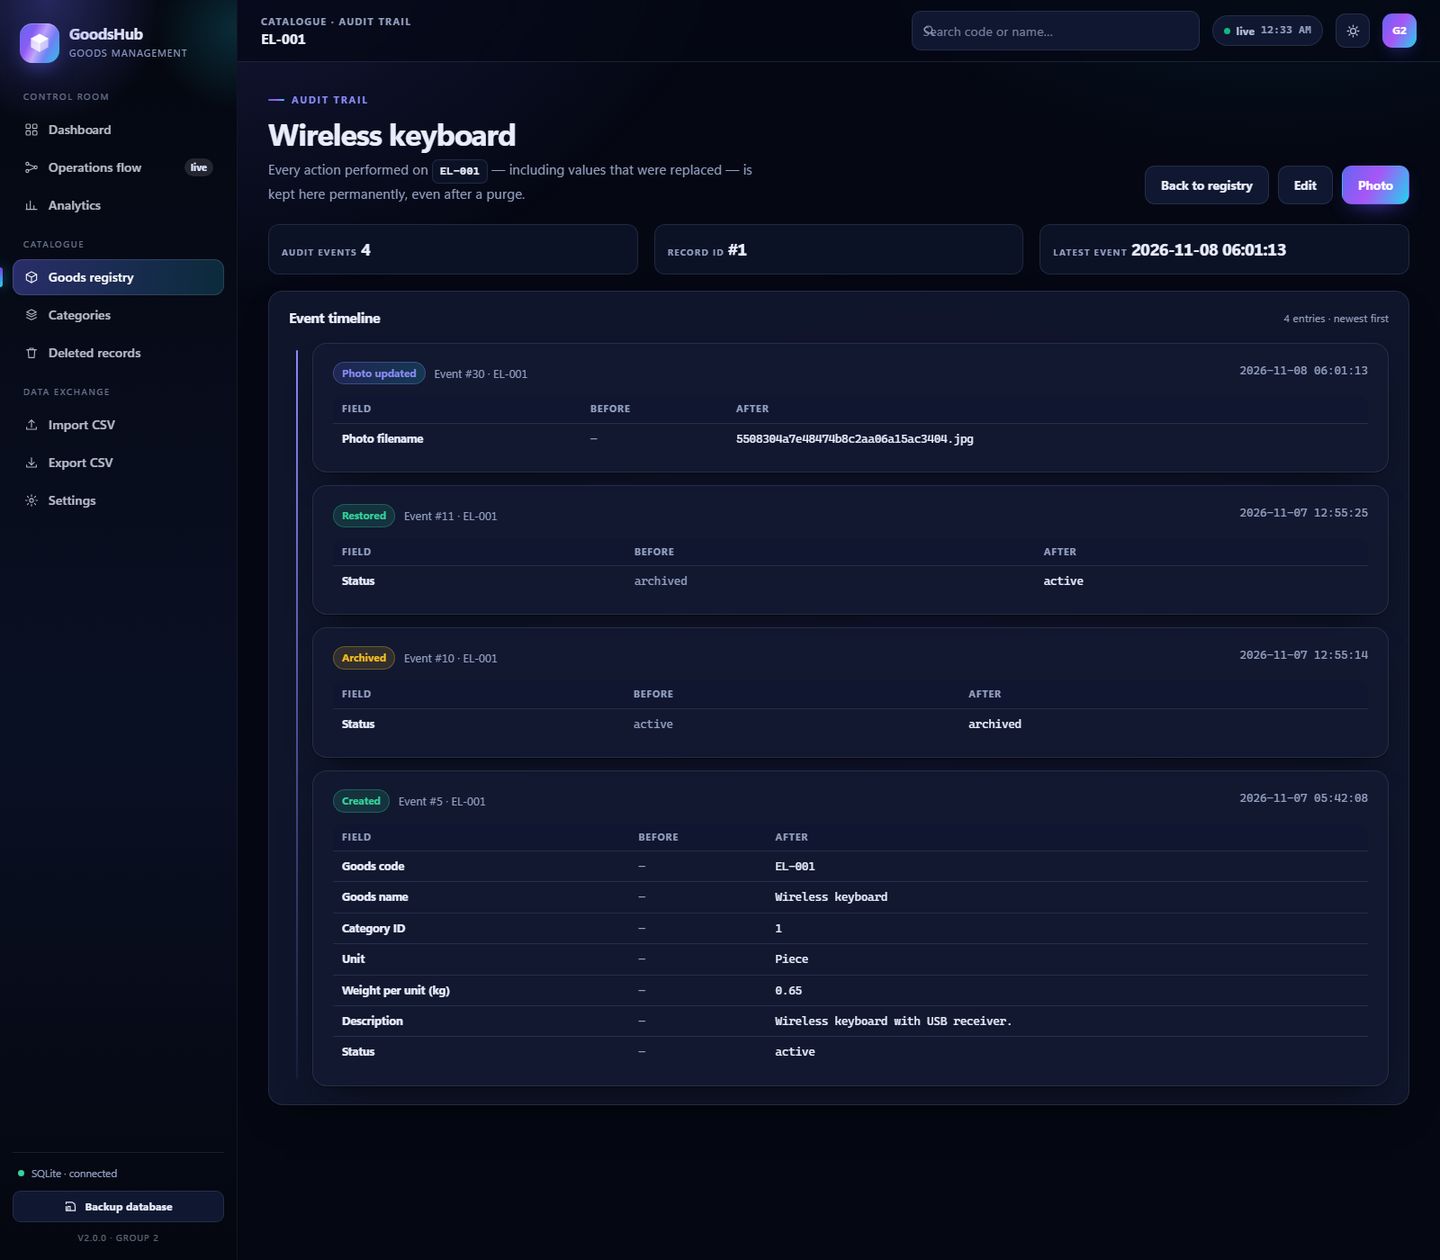 GoodsHub
GOODS MANAGEMENT
CONTROL ROOM
Dashboard
Operations flow live
Analytics
CATALOGUE
Goods registry
Categories
Deleted records
DATA EXCHANGE
Import CSV
Export CSV
Settings
SQLite · connected
Backup database
V2.0.0 · GROUP 2
CATALOGUE · AUDIT TRAIL
EL-001
Search code or name...
live 12:33 AM
G2
AUDIT TRAIL
Wireless keyboard
Every action performed on EL-001 — including values that were replaced — is
kept here permanently, even after a purge.
Back to registry Edit Photo
AUDIT EVENTS 4
RECORD ID #1
LATEST EVENT 2026-11-08 06:01:13
Event timeline 4 entries · newest first
Photo updated Event #30 · EL-001 2026-11-08 06:01:13
FIELD BEFORE AFTER
Photo filename — 5508304a7e48474b8c2aa06a15ac3404.jpg
Restored Event #11 · EL-001 2026-11-07 12:55:25
FIELD BEFORE AFTER
Status archived active
Archived Event #10 · EL-001 2026-11-07 12:55:14
FIELD BEFORE AFTER
Status active archived
Created Event #5 · EL-001 2026-11-07 05:42:08
FIELD BEFORE AFTER
Goods code — EL-001
Goods name — Wireless keyboard
Category ID — 1
Unit — Piece
Weight per unit (kg) — 0.65
Description — Wireless keyboard with USB receiver.
Status — active